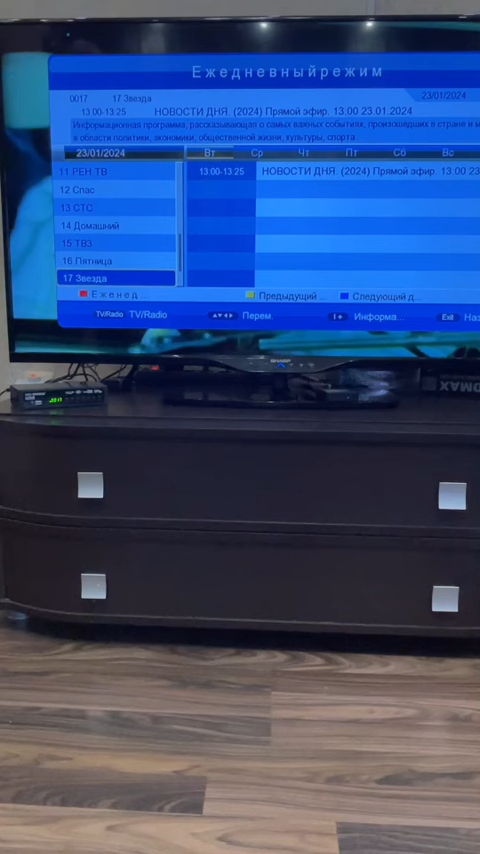 Ежедневныйрежим
0017 17 Звезда 23/01/2024
13:00-13:25 НОВОСТИ ДНЯ. (2024) Прямой эфир. 13:00 23.01.2024
Информационная программа, рассказывающая о самых важных событиях, произошедших в стране и м
в области политики, экономики, общественной жизни, культуры, спорта
23/01/2024 Вт Ср Чт Пт Сб Вс
11 РЕН ТВ 13:00-13:25 НОВОСТИ ДНЯ. (2024) Прямой эфир. 13:00 23
12 Спас
13 СТС
14 Домашний
15 ТВ3
16 Пятница
17 Звезда
Еженед... Предыдущий ... Следующий д...
TV/Radio TV/Radio Перем. I+ Информа... Exit Наз
SHARP